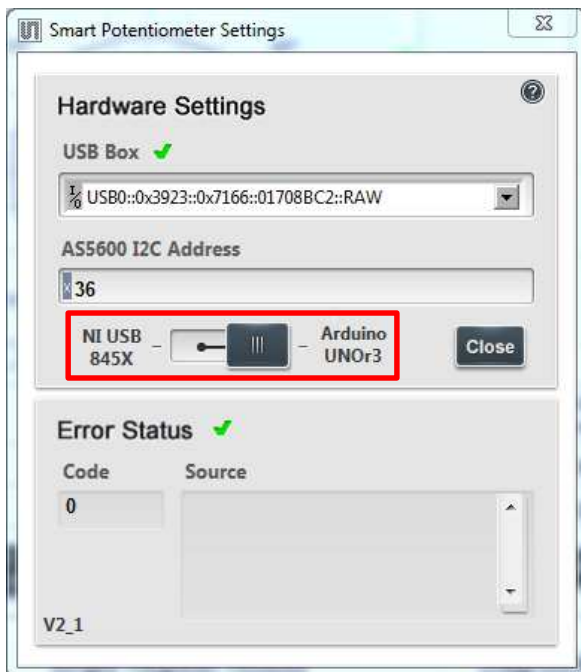 Smart Potentiometer Settings
Hardware Settings
USB Box
I/O USB0::0x3923::0x7166::01708BC2::RAW
AS5600 I2C Address
x 36
NI USB 845X
Arduino UNOr3
Close
Error Status
Code
Source
0
V2_1